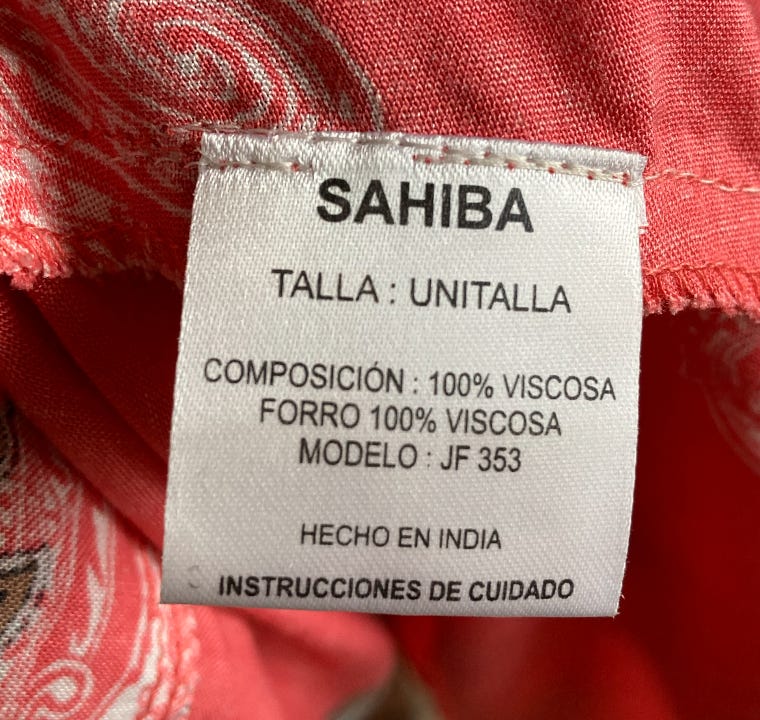 SAHIBA
TALLA : UNITALLA
COMPOSICIÓN : 100% VISCOSA
FORRO 100% VISCOSA
MODELO : JF 353
HECHO EN INDIA
INSTRUCCIONES DE CUIDADO